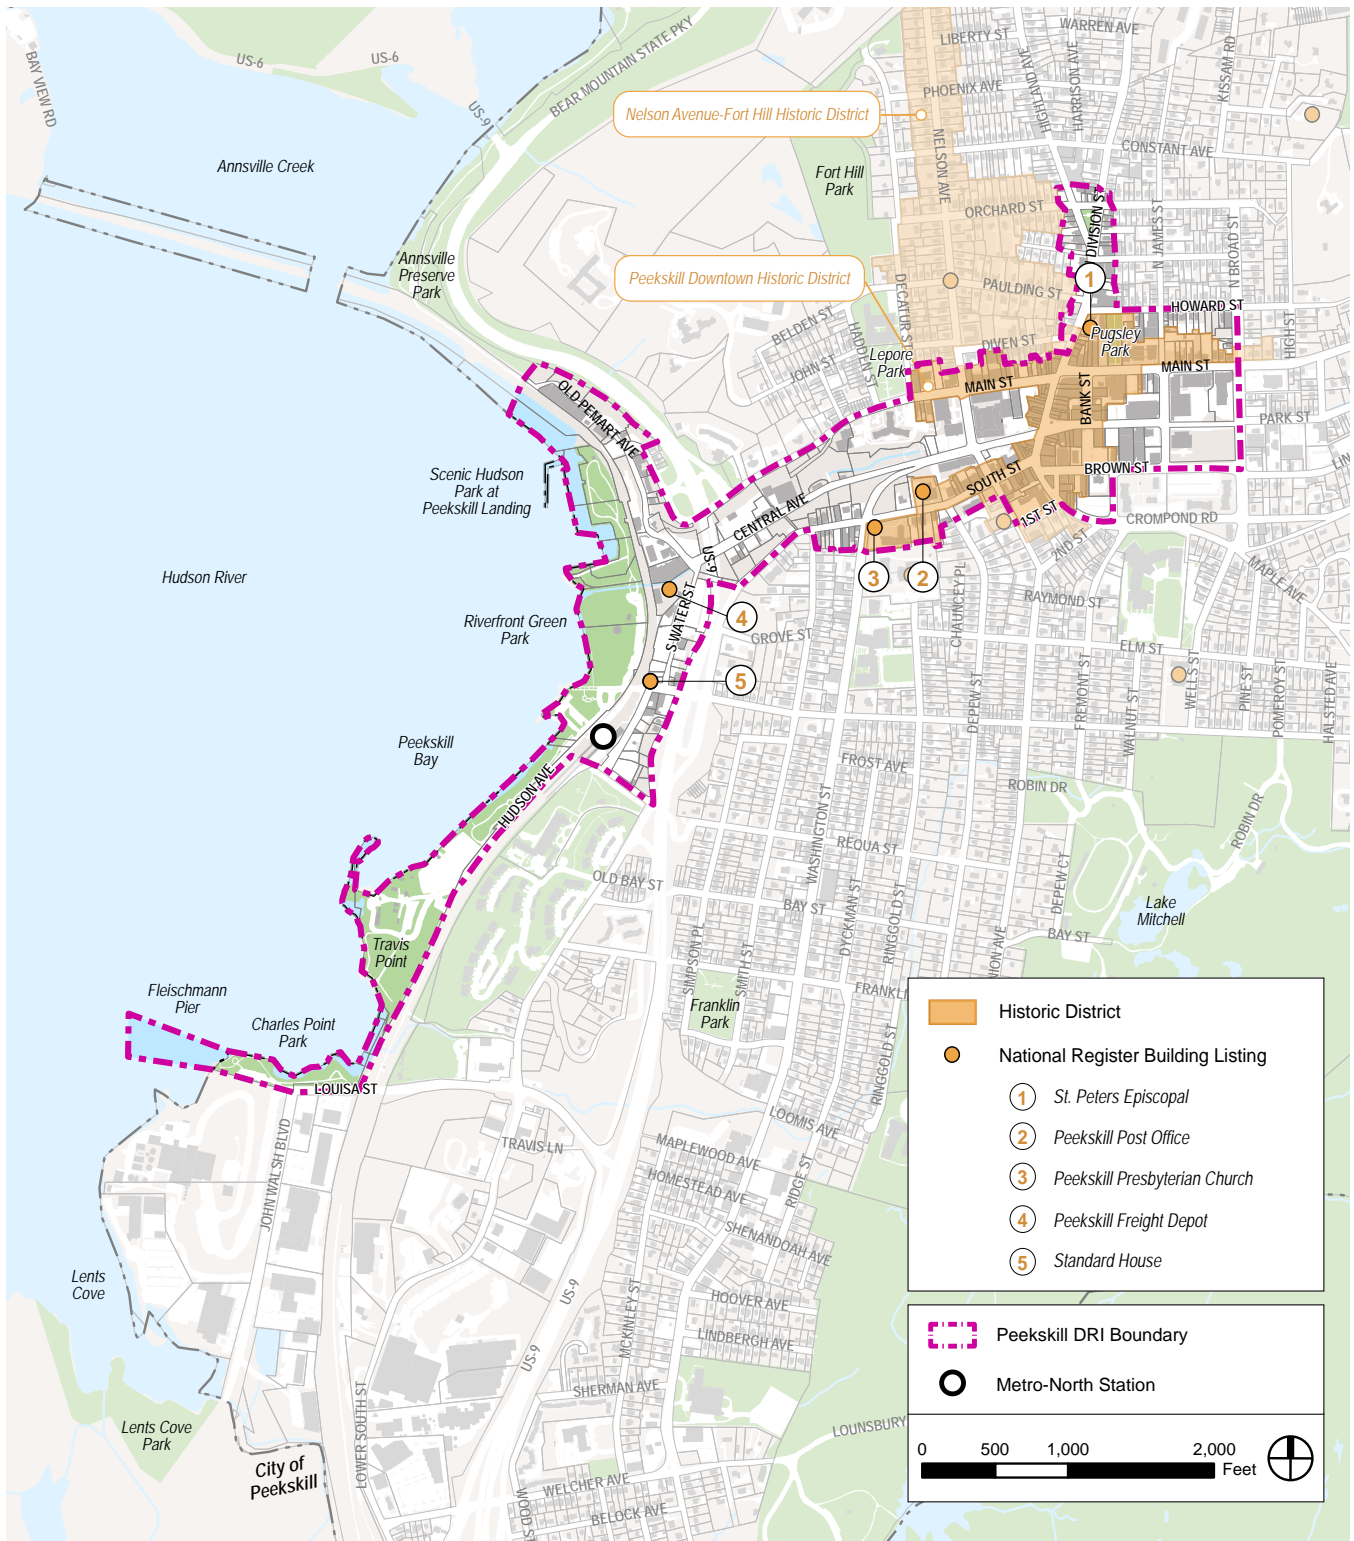 WARREN AVE
LIBERTY ST
KISSAM RD
HIGHLAND AVE
HARRISON AVE
BEAR MOUNTAIN STATE PKY
US-6
US-6
BAY VIEW RD
US-9
PHOENIX AVE
Nelson Avenue-Fort Hill Historic District
CONSTANT AVE
NELSON AVE
Annsville Creek
Fort Hill
Park
ORCHARD ST
DIVISION ST
N JAMES ST
N BROAD ST
Annsville
Preserve
Park
Peekskill Downtown Historic District
PAULDING ST
1
DECATUR ST
HOWARD ST
BELDEN ST
HADDEN ST
JOHN ST
DIVEN ST
Pugsley
Park
HIGH ST
Lepore
Park
MAIN ST
MAIN ST
OLD PEMART AVE
BANK ST
PARK ST
Scenic Hudson
Park at
Peekskill Landing
SOUTH ST
BROWN ST
CENTRAL AVE
1ST ST
CROMPOND RD
2ND ST
US-9
Hudson River
3
2
MAPLE AVE
CHAUNCEY PL
RAYMOND ST
S WATER ST
4
Riverfront Green
Park
GROVE ST
ELM ST
5
DEPEW ST
FREMONT ST
WALNUT ST
WELLS ST
PINE ST
POMEROY ST
HALSTED AVE
Peekskill
Bay
FROST AVE
HUDSON AVE
WASHINGTON ST
ROBIN DR
ROBIN DR
REQUA ST
OLD BAY ST
DEPEW CT
BAY ST
DYCKMAN ST
RINGGOLD ST
Lake
Mitchell
BAY ST
Travis
Point
SIMPSON PL
SMITH ST
NION AVE
Fleischmann
Pier
Franklin
Park
FRANKLI
Charles Point
Park
RINGGOLD ST
LOUISA ST
LOOMIS AVE
JOHN WALSH BLVD
TRAVIS LN
MAPLEWOOD AVE
RIDGE ST
HOMESTEAD AVE
SHENANDOAH AVE
Lents
Cove
US-9
MCKINLEY ST
HOOVER AVE
LINDBERGH AVE
US-9
SHERMAN AVE
LOWER SOUTH ST
Lents Cove
Park
LOUNSBURY
City of
Peekskill
WELCHER AVE
WOOD ST
BELOCK AVE
Historic District
National Register Building Listing
1 St. Peters Episcopal
2 Peekskill Post Office
3 Peekskill Presbyterian Church
4 Peekskill Freight Depot
5 Standard House
Peekskill DRI Boundary
Metro-North Station
0 500 1,000 2,000
Feet